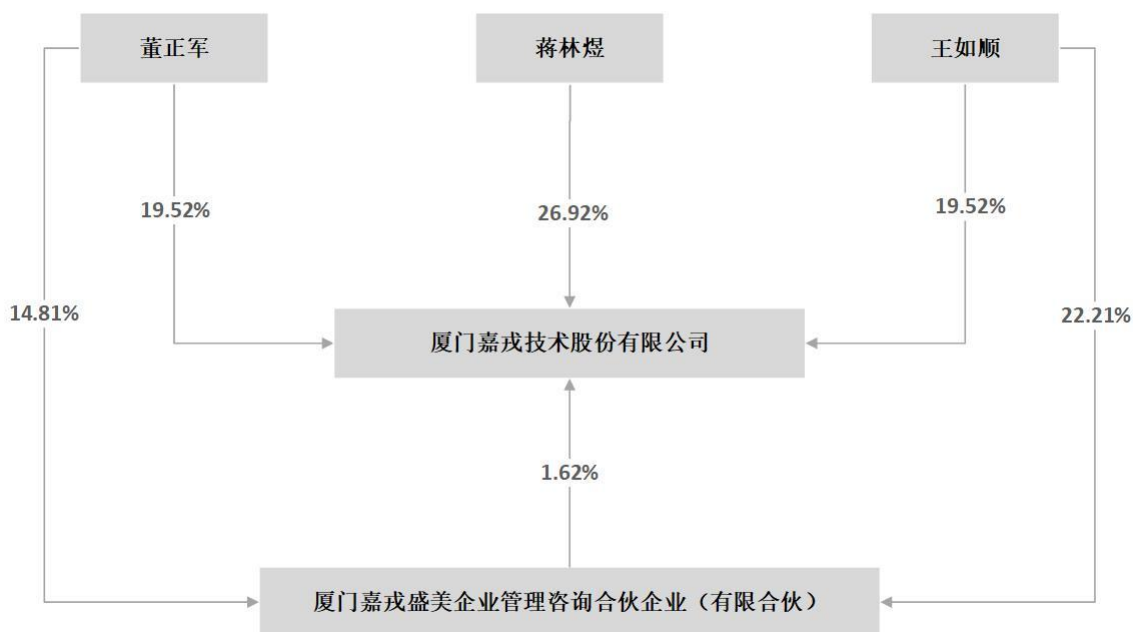 董正军
蒋林煜
王如顺
19.52%
26.92%
19.52%
14.81%
厦门嘉戎技术股份有限公司
22.21%
1.62%
厦门嘉戎盛美企业管理咨询合伙企业（有限合伙）